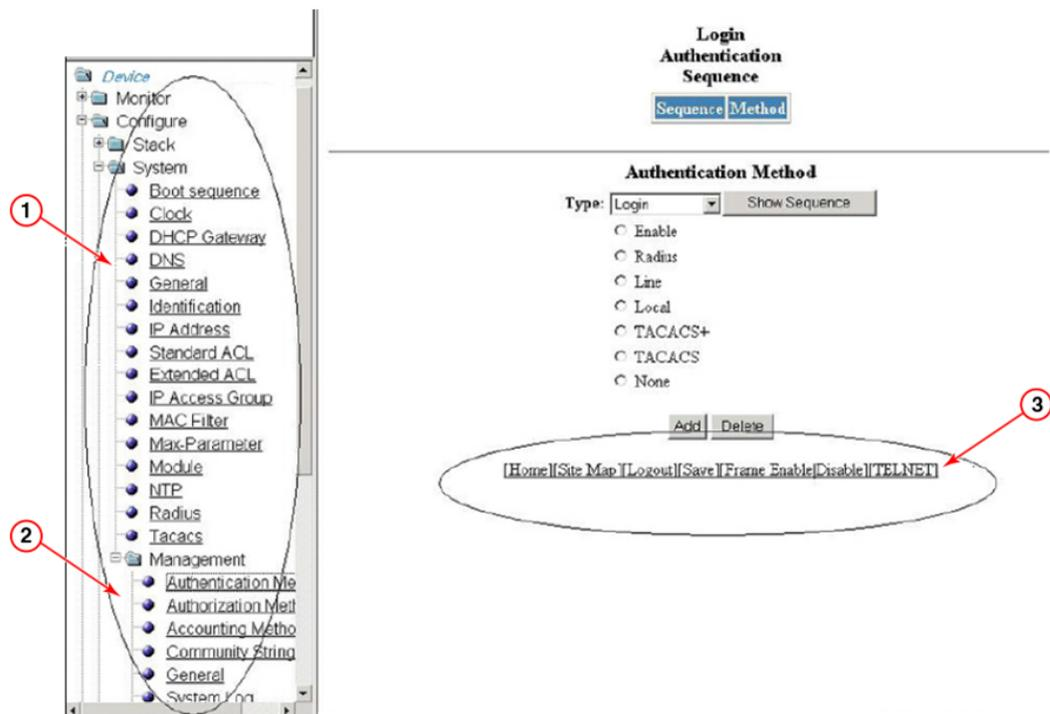 Device
Monitor
Configure
Stack
System
Boot sequence
Clock
DHCP Gateway
DNS
General
Identification
IP Address
Standard ACL
Extended ACL
IP Access Group
MAC Filter
Max-Parameter
Module
NTP
Radius
Tacacs
Management
Authentication Me
Authorization Meth
Accounting Metho
Community String
General
System Log
1
2
Login
Authentication
Sequence
Sequence Method
Authentication Method
Type: Login Show Sequence
Enable
Radius
Line
Local
TACACS+
TACACS
None
Add Delete
3
[Home][Site Map][Logout][Save][Frame Enable|Disable][TELNET]